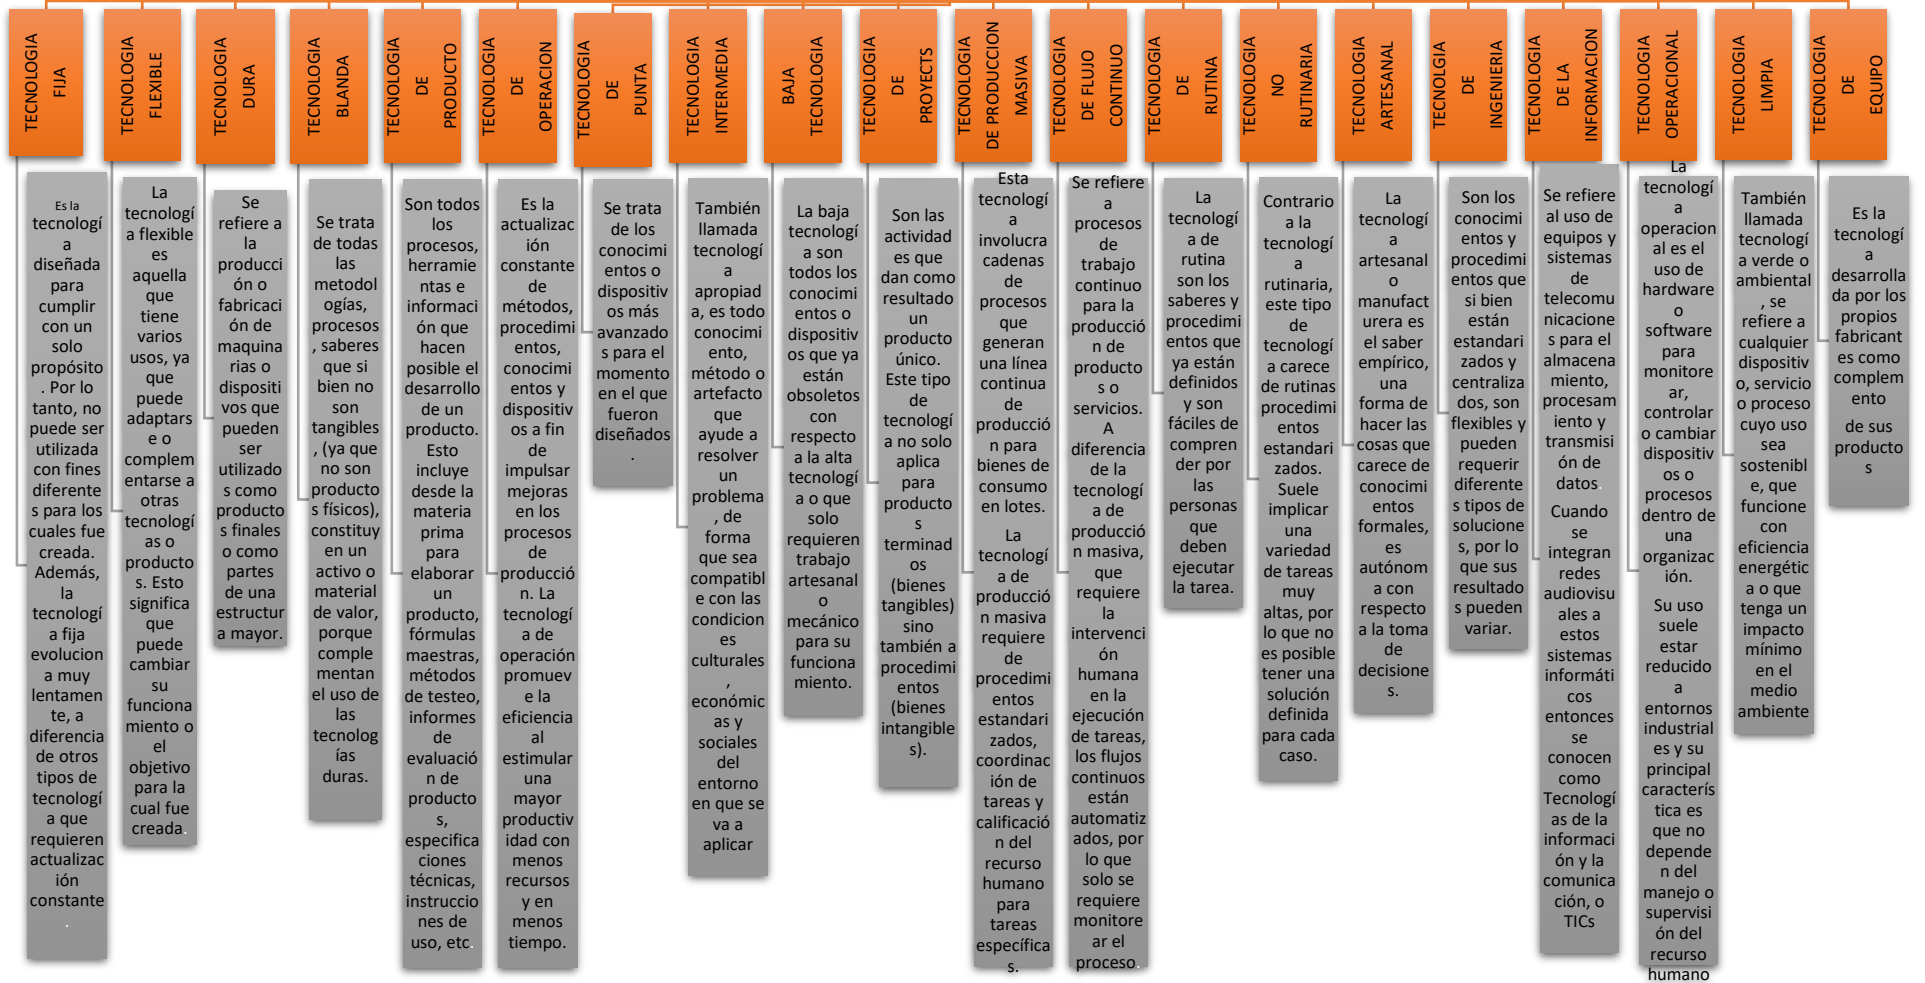 TECNOLOGIA
FIJA
Es la
tecnologí
a
diseñada
para
cumplir
con un
solo
propósito
. Por lo
tanto, no
puede ser
utilizada
con fines
diferente
s para los
cuales fue
creada.
Además,
la
tecnologí
a fija
evolucion
a muy
lentamen
te, a
diferencia
de otros
tipos de
tecnologí
a que
requieren
actualizac
ión
constante
.
TECNOLOGIA
FLEXIBLE
La
tecnologí
a flexible
es
aquella
que
tiene
varios
usos, ya
que
puede
adaptars
e o
complem
entarse a
otras
tecnologí
as o
producto
s. Esto
significa
que
puede
cambiar
su
funciona
miento o
el
objetivo
para la
cual fue
creada.
TECNOLOGIA
DURA
Se
refiere a
la
producci
ón o
fabricaci
ón de
maquina
rias o
dispositi
vos que
pueden
ser
utilizado
s como
producto
s finales
o como
partes
de una
estructur
a mayor.
TECNOLOGIA
BLANDA
Se trata
de todas
las
metodol
ogías,
procesos
, saberes
que si
bien no
son
tangibles
, (ya que
no son
producto
s físicos),
constituy
en un
activo o
material
de valor,
porque
comple
mentan
el uso de
las
tecnolog
ías
duras.
TECNOLOGIA
DE
PRODUCTO
Son todos
los
procesos,
herramie
ntas e
informaci
ón que
hacen
posible el
desarrollo
de un
producto.
Esto
incluye
desde la
materia
prima
para
elaborar
un
producto,
fórmulas
maestras,
métodos
de testeo,
informes
de
evaluació
n de
producto
s,
especifica
ciones
técnicas,
instruccio
nes de
uso, etc.
TECNOLOGIA
DE
OPERACION
Es la
actualizac
ión
constante
de
métodos,
procedimi
entos,
conocimi
entos y
dispositiv
os a fin
de
impulsar
mejoras
en los
procesos
de
producció
n. La
tecnologí
a de
operación
promuev
e la
eficiencia
al
estimular
una
mayor
productiv
idad con
menos
recursos
y en
menos
tiempo.
TECNOLOGIA
DE
PUNTA
Se trata
de los
conocimi
entos o
dispositiv
os más
avanzado
s para el
momento
en el que
fueron
diseñados
.
TECNOLOGIA
INTERMEDIA
También
llamada
tecnologí
a
apropiad
a, es todo
conocimi
ento,
método o
artefacto
que
ayude a
resolver
un
problema
, de
forma
que sea
compatibl
e con las
condicion
es
culturales
,
económic
as y
sociales
del
entorno
en que se
va a
aplicar
BAJA
TECNOLOGIA
La baja
tecnologí
a son
todos los
conocimi
entos o
dispositiv
os que ya
están
obsoletos
con
respecto
a la alta
tecnologí
a o que
solo
requieren
trabajo
artesanal
o
mecánico
para su
funciona
miento.
TECNOLOGIA
DE
PROYECTS
Son las
actividad
es que
dan como
resultado
un
producto
único.
Este tipo
de
tecnologí
a no solo
aplica
para
producto
s
terminad
os
(bienes
tangibles)
sino
también a
procedimi
entos
(bienes
intangible
s).
TECNOLOGIA
DE PRODUCCION
MASIVA
Esta
tecnologí
a
involucra
cadenas
de
procesos
que
generan
una línea
continua
de
producció
n para
bienes de
consumo
en lotes.
La
tecnologí
a de
producció
n masiva
requiere
de
procedimi
entos
estandari
zados,
coordinac
ión de
tareas y
calificació
n del
recurso
humano
para
tareas
específica
s.
TECNOLOGIA
DE FLUJO
CONTINUO
Se refiere
a
procesos
de
trabajo
continuo
para la
producció
n de
producto
s o
servicios.
A
diferencia
de la
tecnologí
a de
producció
n masiva,
que
requiere
la
intervenci
ón
humana
en la
ejecución
de tareas,
los flujos
continuos
están
automatiz
ados, por
lo que
solo se
requiere
monitore
ar el
proceso.
TECNOLOGIA
DE
RUTINA
La
tecnologí
a de
rutina
son los
saberes y
procedimi
entos que
ya están
definidos
y son
fáciles de
compren
der por
las
personas
que
deben
ejecutar
la tarea.
TECNOLOGIA
NO
RUTINARIA
Contrario
a la
tecnologí
a
rutinaria,
este tipo
de
tecnologí
a carece
de rutinas
procedimi
entos
estandari
zados.
Suele
implicar
una
variedad
de tareas
muy
altas, por
lo que no
es posible
tener una
solución
definida
para cada
caso.
TECNOLOGIA
ARTESANAL
La
tecnologí
a
artesanal
o
manufact
urera es
el saber
empírico,
una
forma de
hacer las
cosas que
carece de
conocimi
entos
formales,
es
autónom
a con
respecto
a la toma
de
decisione
s.
TECNOLGIA
DE
INGENIERIA
Son los
conocimi
entos y
procedimi
entos que
si bien
están
estandari
zados y
centraliza
dos, son
flexibles y
pueden
requerir
diferente
s tipos de
solucione
s, por lo
que sus
resultado
s pueden
variar.
TECNOLOGIA
DE LA
INFORMACION
Se refiere
al uso de
equipos y
sistemas
de
telecomu
nicacione
s para el
almacena
miento,
procesam
iento y
transmisi
ón de
datos.
Cuando
se
integran
redes
audiovisu
ales a
estos
sistemas
informáti
cos
entonces
se
conocen
como
Tecnologí
as de la
informaci
ón y la
comunica
ción, o
TICs
TECNOLOGIA
OPERACIONAL
La
tecnologí
a
operacion
al es el
uso de
hardware
o
software
para
monitore
ar,
controlar
o cambiar
dispositiv
os o
procesos
dentro de
una
organizac
ión.
Su uso
suele
estar
reducido
a
entornos
industrial
es y su
principal
caracterís
tica es
que no
depende
n del
manejo o
supervisi
ón del
recurso
humano
TECNOLOGIA
LIMPIA
También
llamada
tecnologí
a verde o
ambiental
, se
refiere a
cualquier
dispositiv
o, servicio
o proceso
cuyo uso
sea
sostenibl
e, que
funcione
con
eficiencia
energétic
a o que
tenga un
impacto
mínimo
en el
medio
ambiente
TECNOLOGIA
DE
EQUIPO
Es la
tecnologí
a
desarrolla
da por los
propios
fabricant
es como
complem
ento
de sus
producto
s